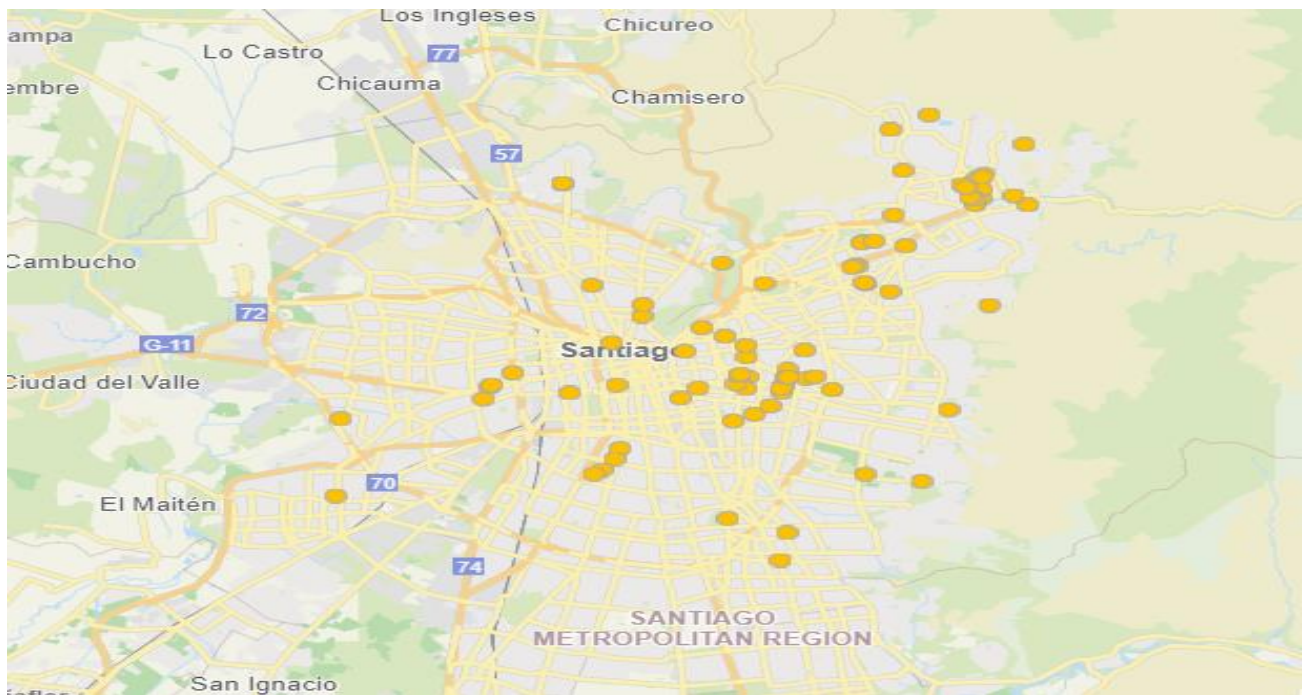 Los Ingleses
Chicureo
ampa
Lo Castro
77
Chicauma
embre
Chamisero
57
Cambucho
72
G-11
Santiago
Ciudad del Valle
70
El Maitén
74
SANTIAGO
METROPOLITAN REGION
San Ignacio